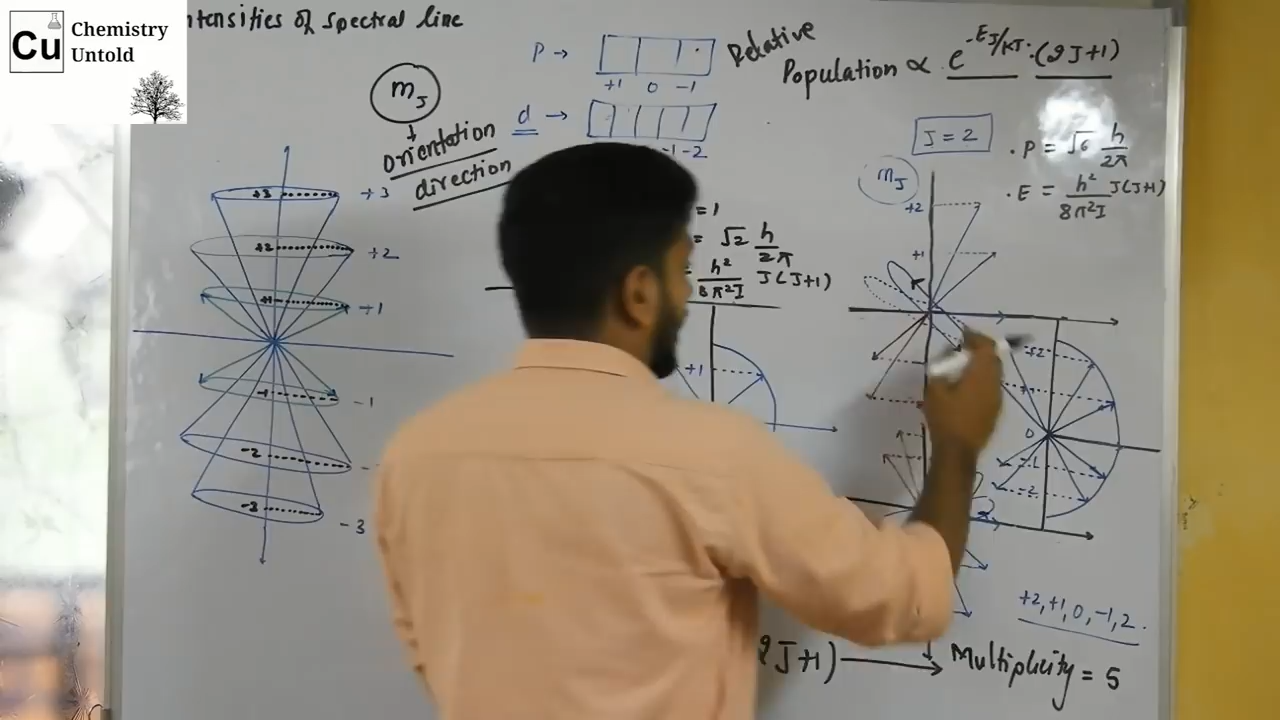 Cu
Chemistry
Untold
ntensities of spectral line
P →
+1 0 -1
d →
-1 -2
Relative
Population ∝ e^-EJ/KT · (2J+1)
mJ
orientation
direction
J = 2
· P = √6 h/2π
· E = h²/8π²I J(J+1)
mJ
+2
+1
= 1
= √2 h/2π
h²/8π²I J(J+1)
+1
+3
+2
+1
-1
-2
-3
+3
+2
+1
-1
-3
+2
0
-1
-2
+2, +1, 0, -1, 2.
2J+1) → Multiplicity = 5